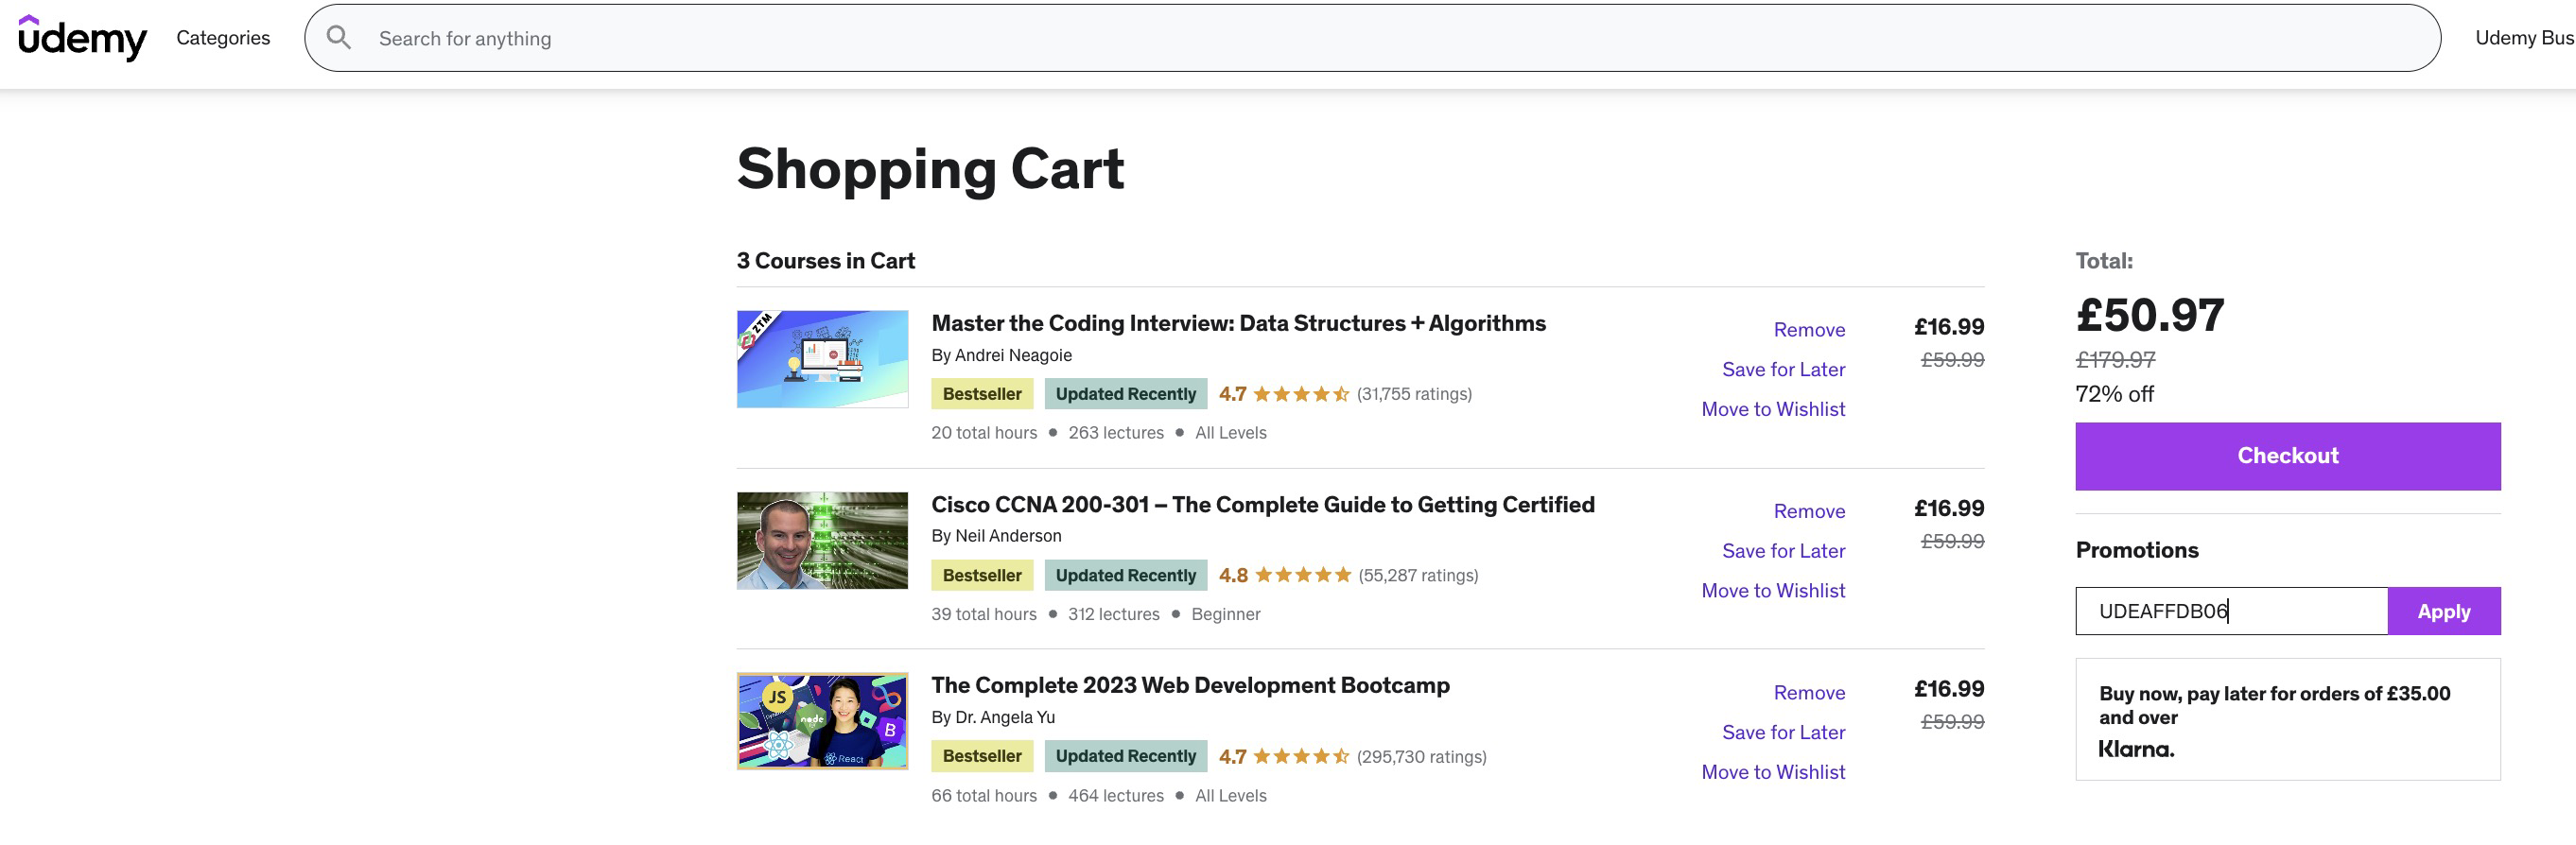 udemy
Categories
Search for anything
Udemy Bus
Shopping Cart
3 Courses in Cart
ZTM
Master the Coding Interview: Data Structures + Algorithms
By Andrei Neagoie
Bestseller Updated Recently 4.7 (31,755 ratings)
20 total hours • 263 lectures • All Levels
Remove
Save for Later
Move to Wishlist
£16.99
£59.99
Cisco CCNA 200-301 – The Complete Guide to Getting Certified
By Neil Anderson
Bestseller Updated Recently 4.8 (55,287 ratings)
39 total hours • 312 lectures • Beginner
Remove
Save for Later
Move to Wishlist
£16.99
£59.99
JS
node
B
React
The Complete 2023 Web Development Bootcamp
By Dr. Angela Yu
Bestseller Updated Recently 4.7 (295,730 ratings)
66 total hours • 464 lectures • All Levels
Remove
Save for Later
Move to Wishlist
£16.99
£59.99
Total:
£50.97
£179.97
72% off
Checkout
Promotions
UDEAFFDB06
Apply
Buy now, pay later for orders of £35.00
and over
Klarna.